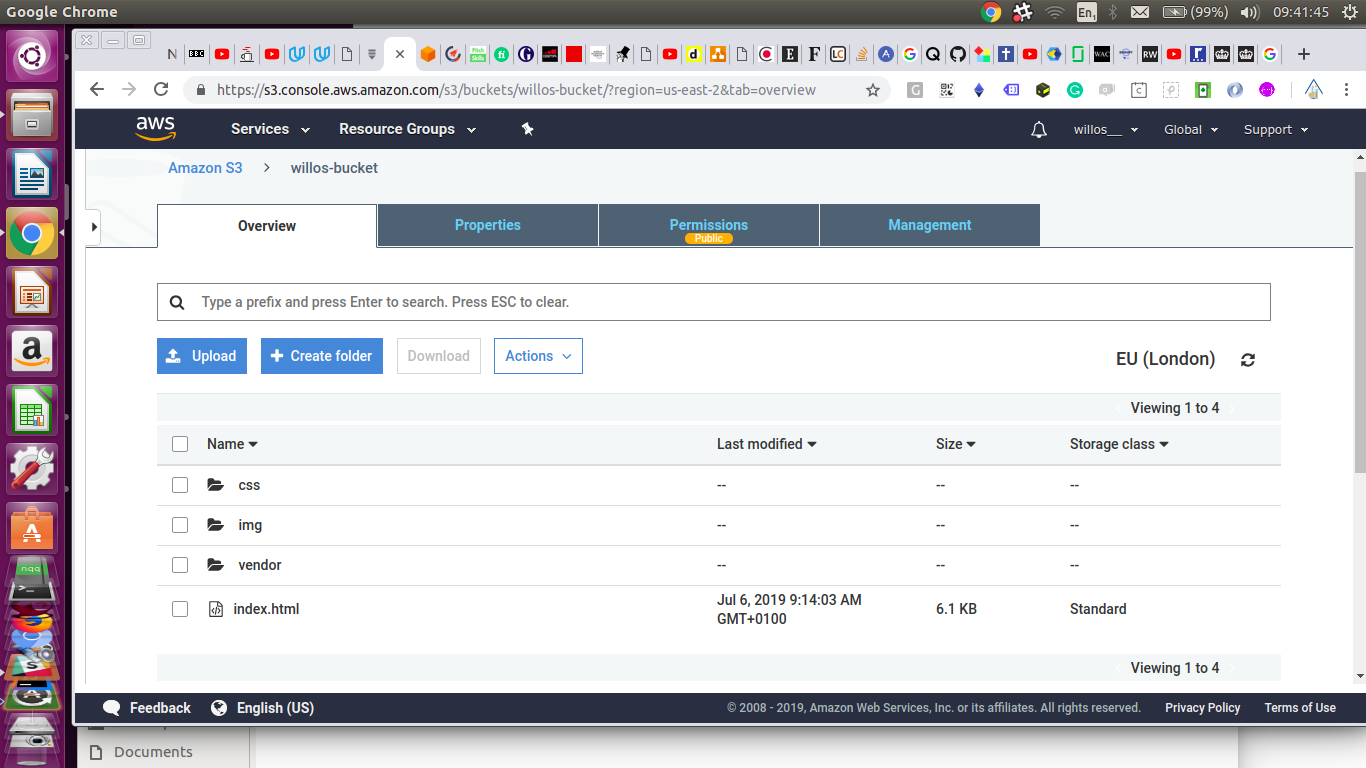 Google Chrome
En1
(99%)
09:41:45
N
BBC
https://s3.console.aws.amazon.com/s3/buckets/willos-bucket/?region=us-east-2&tab=overview
aws
Services
Resource Groups
willos__
Global
Support
Amazon S3
willos-bucket
Overview
Properties
Permissions
Public
Management
Type a prefix and press Enter to search. Press ESC to clear.
Upload
Create folder
Download
Actions
EU (London)
Viewing 1 to 4
Name
Last modified
Size
Storage class
css
--
--
--
img
--
--
--
vendor
--
--
--
index.html
Jul 6, 2019 9:14:03 AM
GMT+0100
6.1 KB
Standard
Viewing 1 to 4
Feedback
English (US)
© 2008 - 2019, Amazon Web Services, Inc. or its affiliates. All rights reserved.
Privacy Policy
Terms of Use
Documents